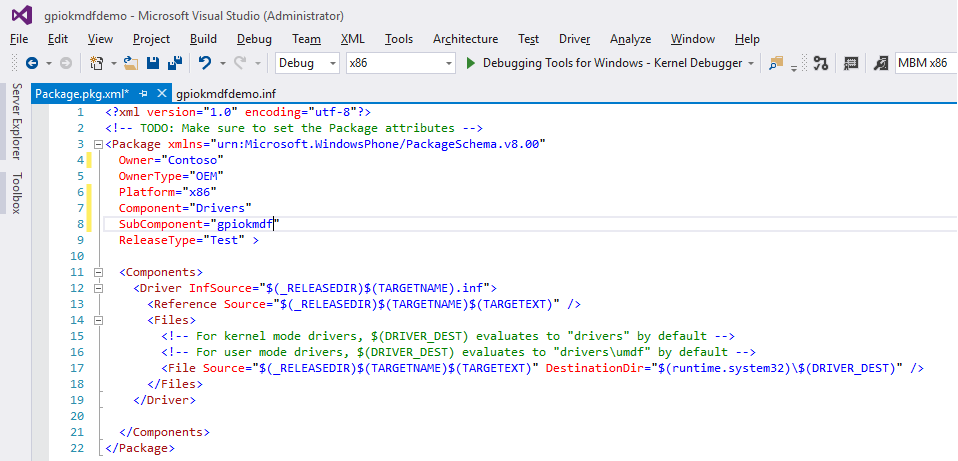 gpiokmdfdemo - Microsoft Visual Studio (Administrator)
File Edit View Project Build Debug Team XML Tools Architecture Test Driver Analyze Window Help
Debug x86 Debugging Tools for Windows - Kernel Debugger MBM x86
Server Explorer
Toolbox
Package.pkg.xml* gpiokmdfdemo.inf
1 <?xml version="1.0" encoding="utf-8"?>
2 <!-- TODO: Make sure to set the Package attributes -->
3 <Package xmlns="urn:Microsoft.WindowsPhone/PackageSchema.v8.00"
4 Owner="Contoso"
5 OwnerType="OEM"
6 Platform="x86"
7 Component="Drivers"
8 SubComponent="gpiokmdf"
9 ReleaseType="Test" >
10
11 <Components>
12 <Driver InfSource="$(_RELEASEDIR)$(TARGETNAME).inf">
13 <Reference Source="$(_RELEASEDIR)$(TARGETNAME)$(TARGETEXT)" />
14 <Files>
15 <!-- For kernel mode drivers, $(DRIVER_DEST) evaluates to "drivers" by default -->
16 <!-- For user mode drivers, $(DRIVER_DEST) evaluates to "drivers\umdf" by default -->
17 <File Source="$(_RELEASEDIR)$(TARGETNAME)$(TARGETEXT)" DestinationDir="$(runtime.system32)\$(DRIVER_DEST)" />
18 </Files>
19 </Driver>
20
21 </Components>
22 </Package>